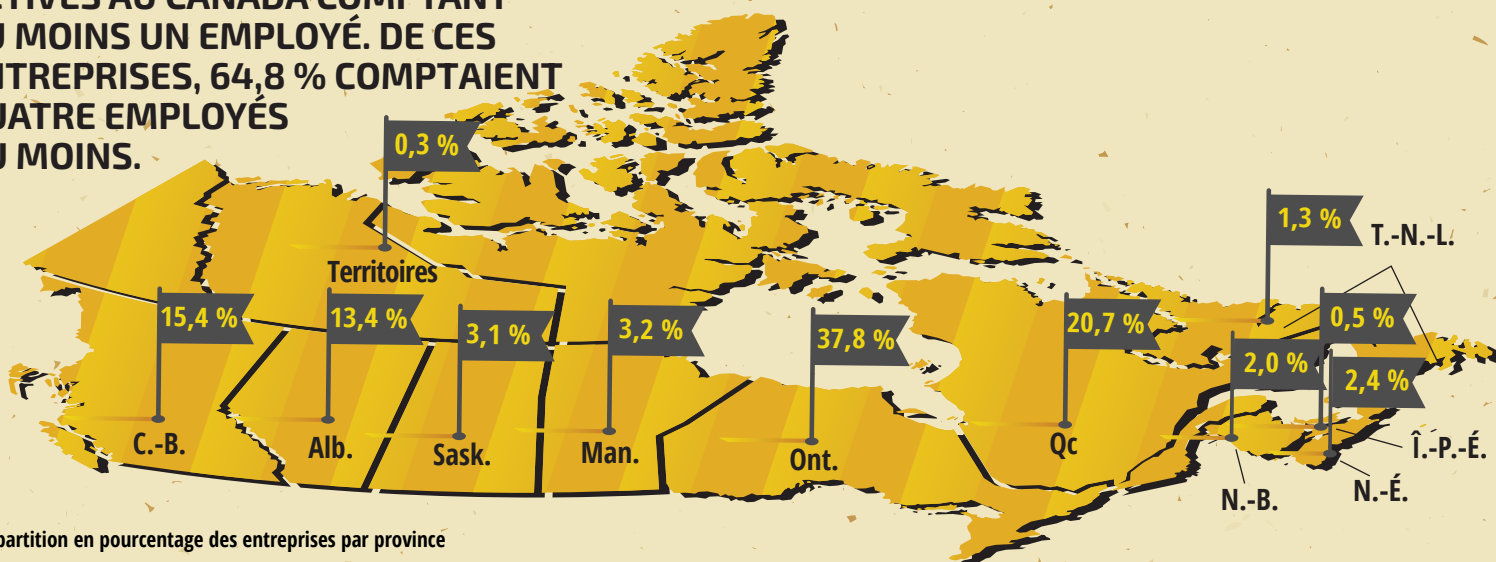 COMPTANT
MOINS UN EMPLOYÉ. DE CES
64,8 % COMPTAIENT
EMPLOYÉS
MOINS.
0,3 %
Territoires
1,3 %
T.-N.-L.
15,4 %
13,4 %
3,1 %
3,2 %
37,8 %
20,7 %
0,5 %
2,0 %
2,4 %
C.-B.
Alb.
Sask.
Man.
Ont.
Qc
Î.-P.-É.
N.-É.
N.-B.
partition en pourcentage des entreprises par province